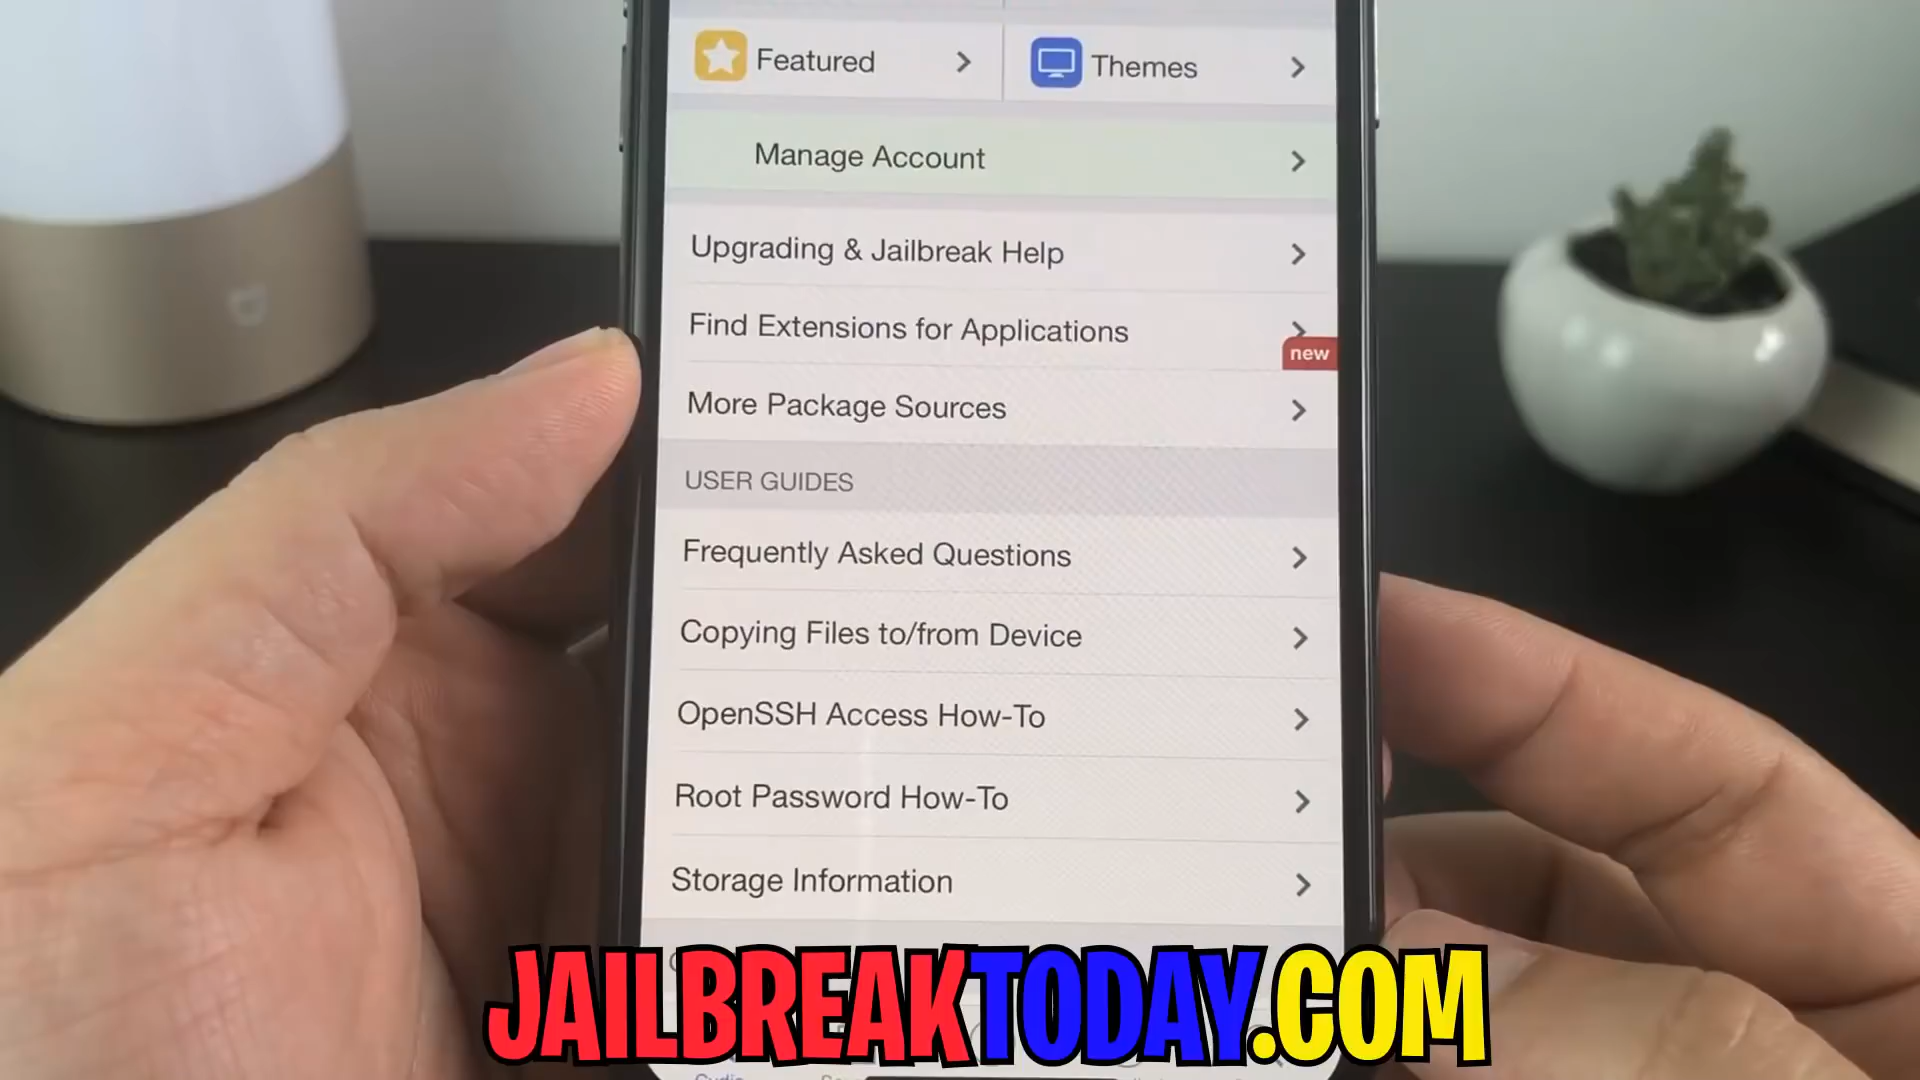 Featured
Themes
Manage Account
Upgrading & Jailbreak Help
Find Extensions for Applications
new
More Package Sources
USER GUIDES
Frequently Asked Questions
Copying Files to/from Device
OpenSSH Access How-To
Root Password How-To
Storage Information
JAILBREAKTODAY.COM